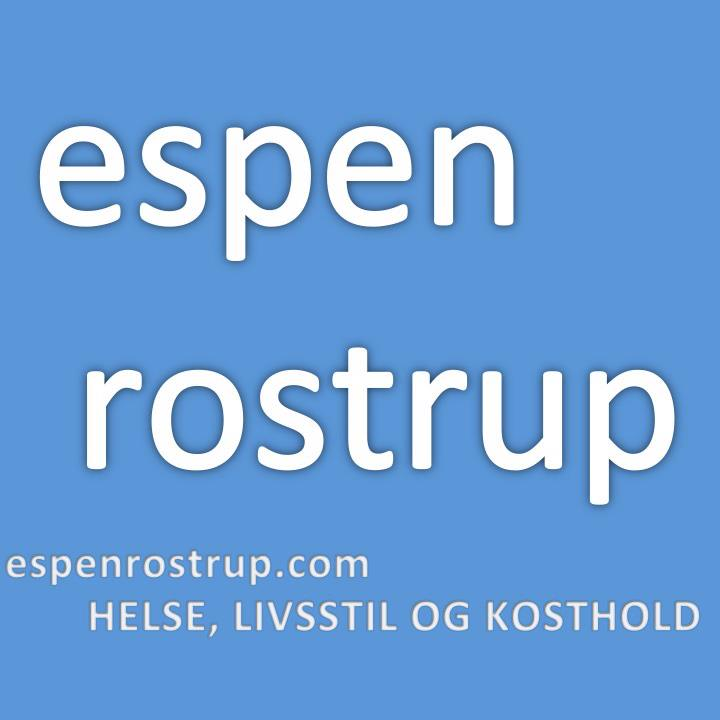 espen
rostrup
espenrostrup.com
HELSE, LIVSSTIL OG KOSTHOLD